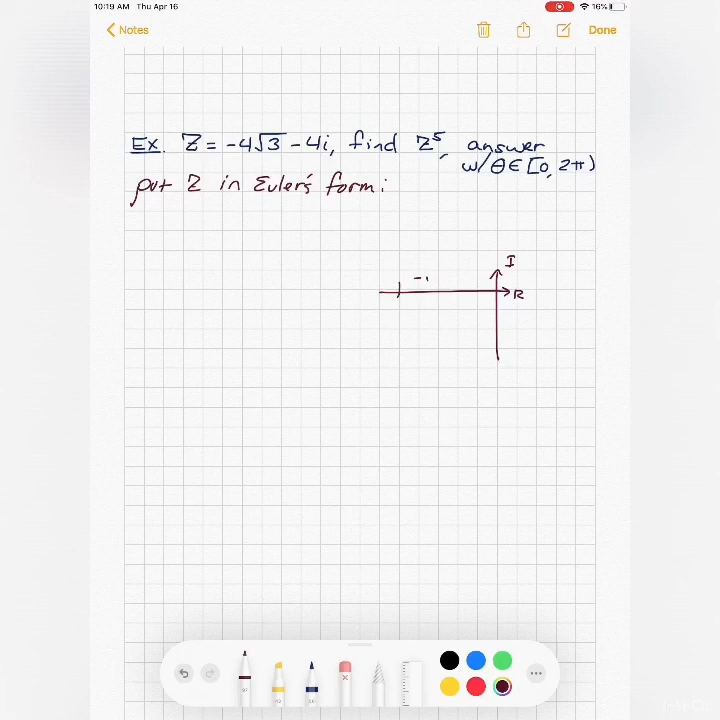 10:19 AM Thu Apr 16
16%
Notes
Done
Ex. Z = -4√3 - 4i, find Z⁵, answer
w/ θ ∈ [0, 2π)
put Z in Euler's form:
I
R